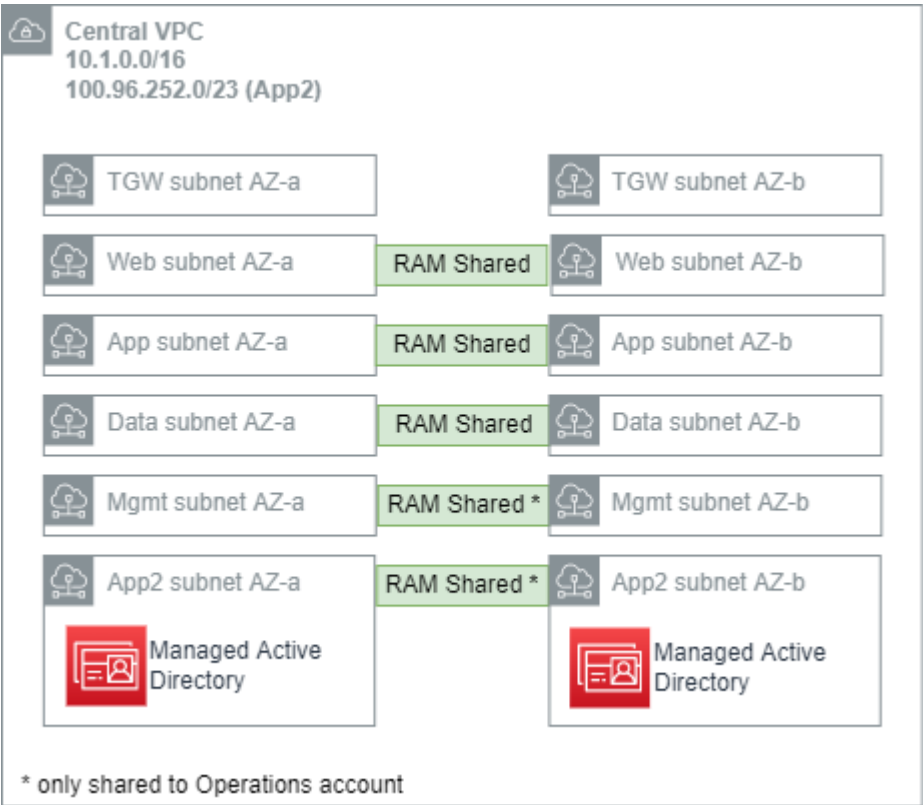 Central VPC
10.1.0.0/16
100.96.252.0/23 (App2)
TGW subnet AZ-a
TGW subnet AZ-b
Web subnet AZ-a
RAM Shared
Web subnet AZ-b
App subnet AZ-a
RAM Shared
App subnet AZ-b
Data subnet AZ-a
RAM Shared
Data subnet AZ-b
Mgmt subnet AZ-a
RAM Shared *
Mgmt subnet AZ-b
App2 subnet AZ-a
RAM Shared *
App2 subnet AZ-b
Managed Active
Directory
Managed Active
Directory
* only shared to Operations account